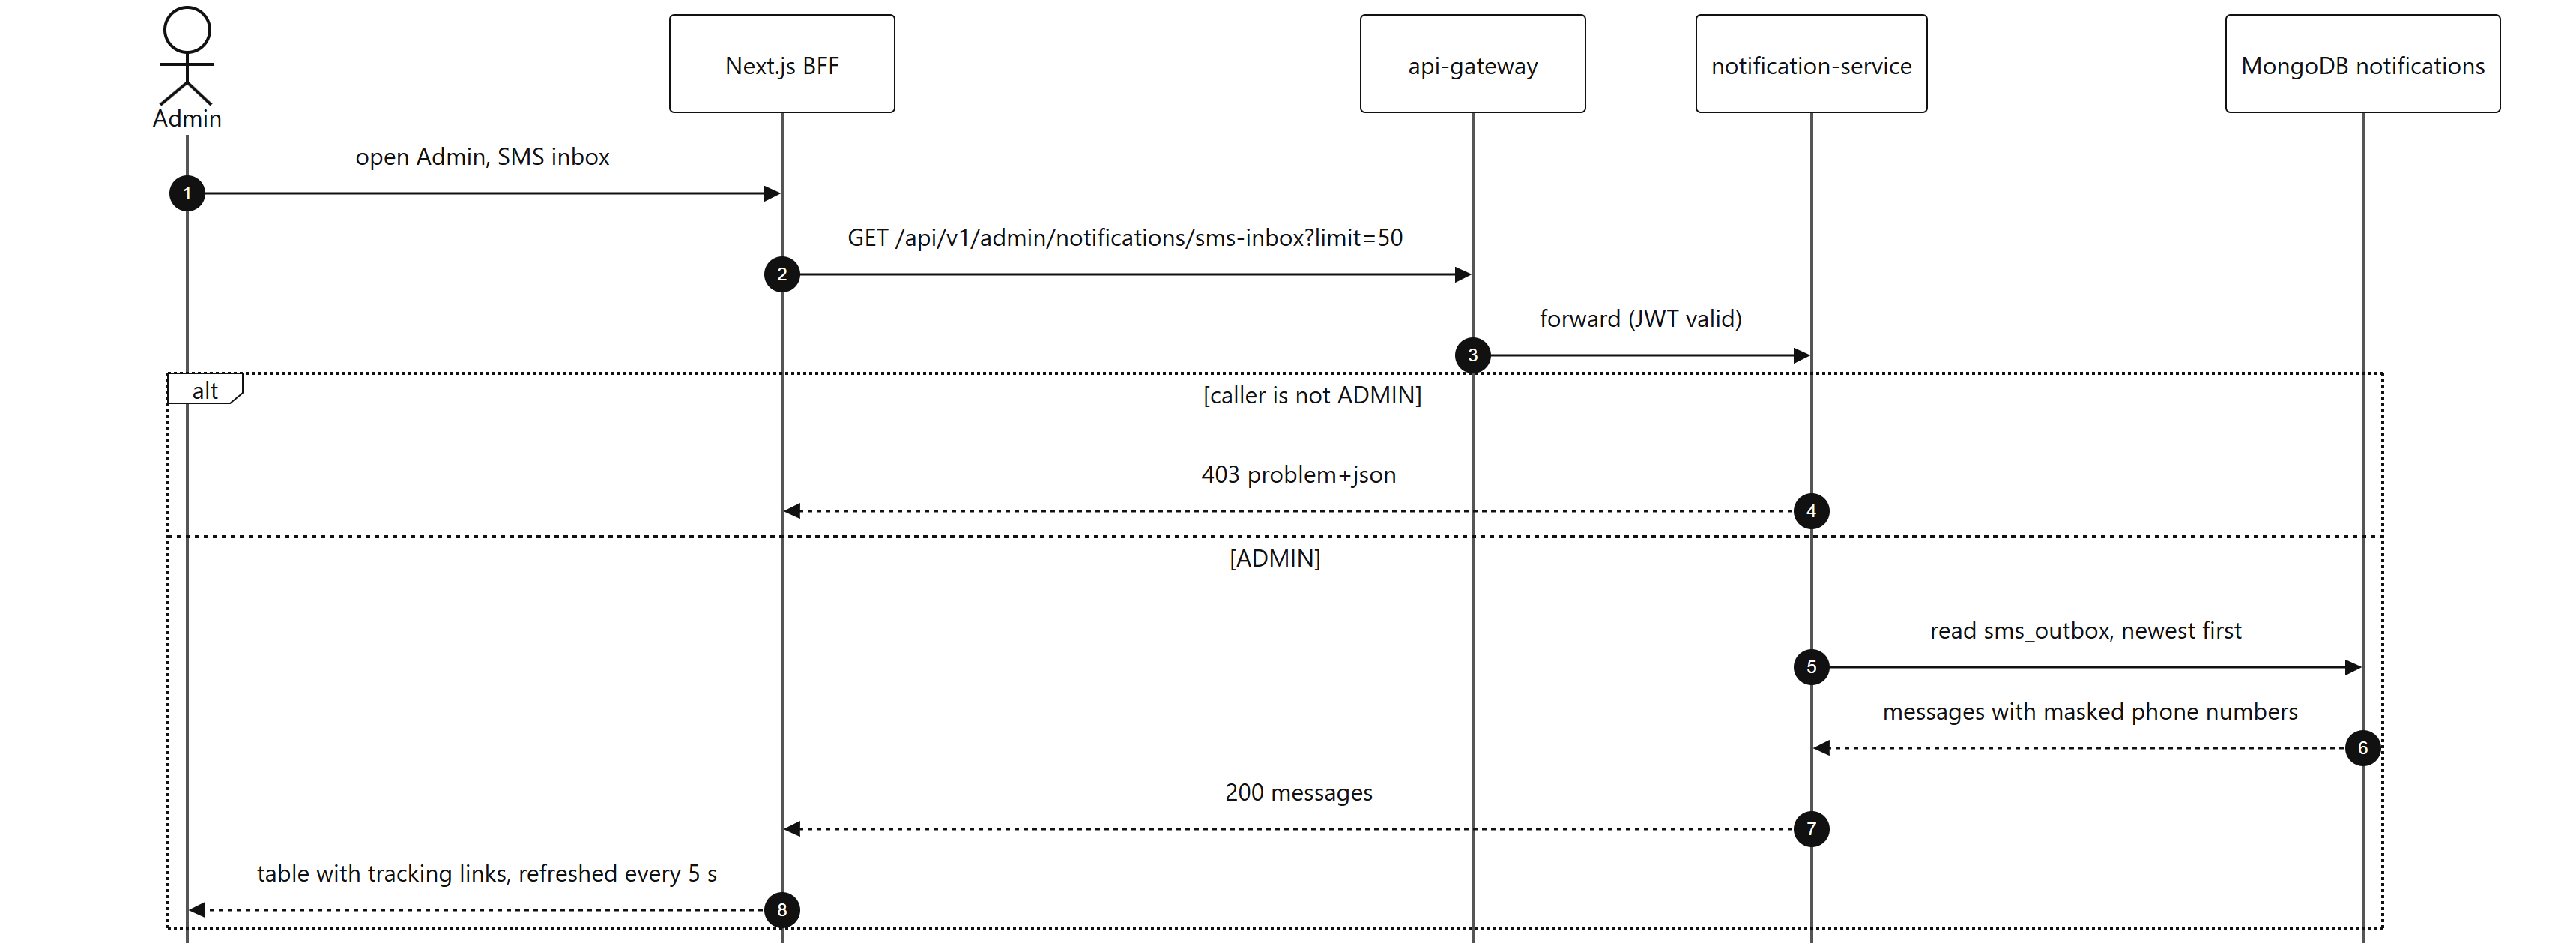 Admin
Next.js BFF
api-gateway
notification-service
MongoDB notifications
open Admin, SMS inbox
1
GET /api/v1/admin/notifications/sms-inbox?limit=50
2
forward (JWT valid)
3
alt
[caller is not ADMIN]
403 problem+json
4
[ADMIN]
read sms_outbox, newest first
5
messages with masked phone numbers
6
200 messages
7
table with tracking links, refreshed every 5 s
8